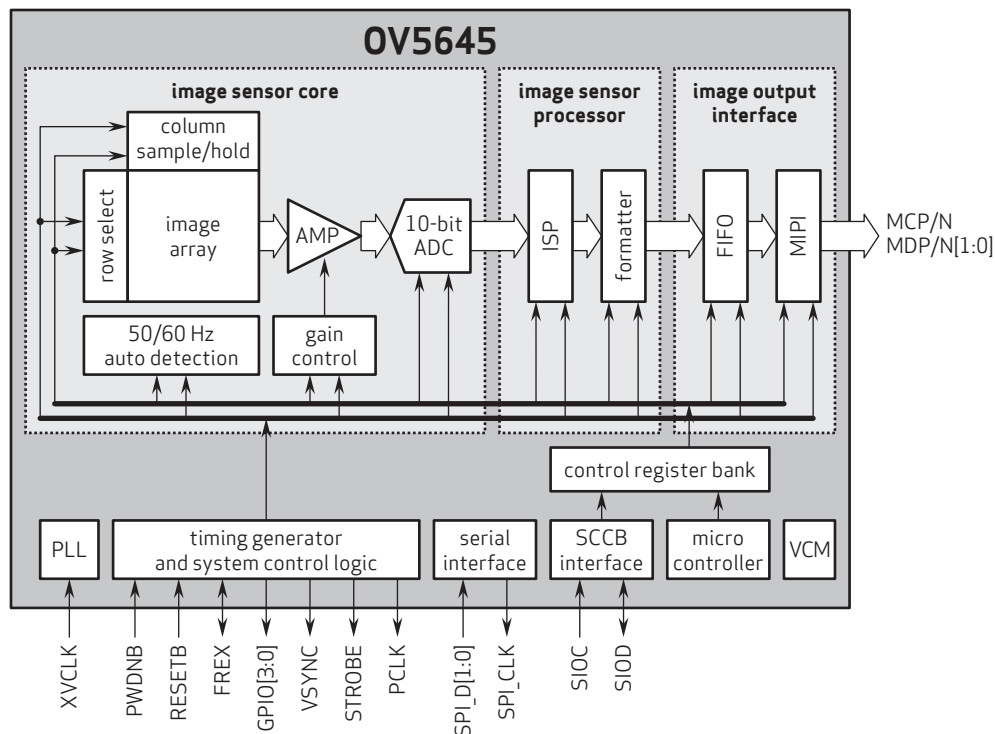 OV5645
image sensor core
image sensor
processor
image output
interface
column
sample/hold
row select
image
array
AMP
10-bit
ADC
ISP
formatter
FIFO
MIPI
MCP/N
MDP/N[1:0]
50/60 Hz
auto detection
gain
control
control register bank
PLL
timing generator
and system control logic
serial
interface
SCCB
interface
micro
controller
VCM
XVCLK
PWDNB
RESETB
FREX
GPIO[3:0]
VSYNC
STROBE
PCLK
SPI_D[1:0]
SPI_CLK
SIOC
SIOD